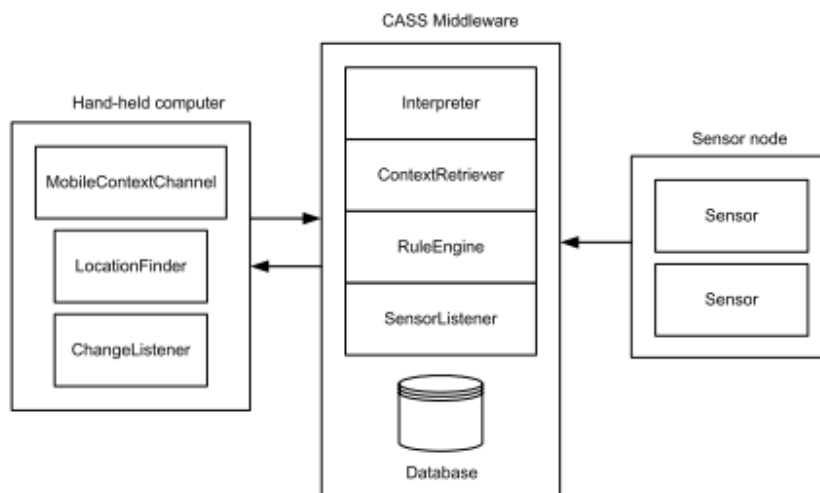 CASS Middleware
Hand-held computer
MobileContextChannel
LocationFinder
ChangeListener
Interpreter
ContextRetriever
RuleEngine
SensorListener
Database
Sensor node
Sensor
Sensor